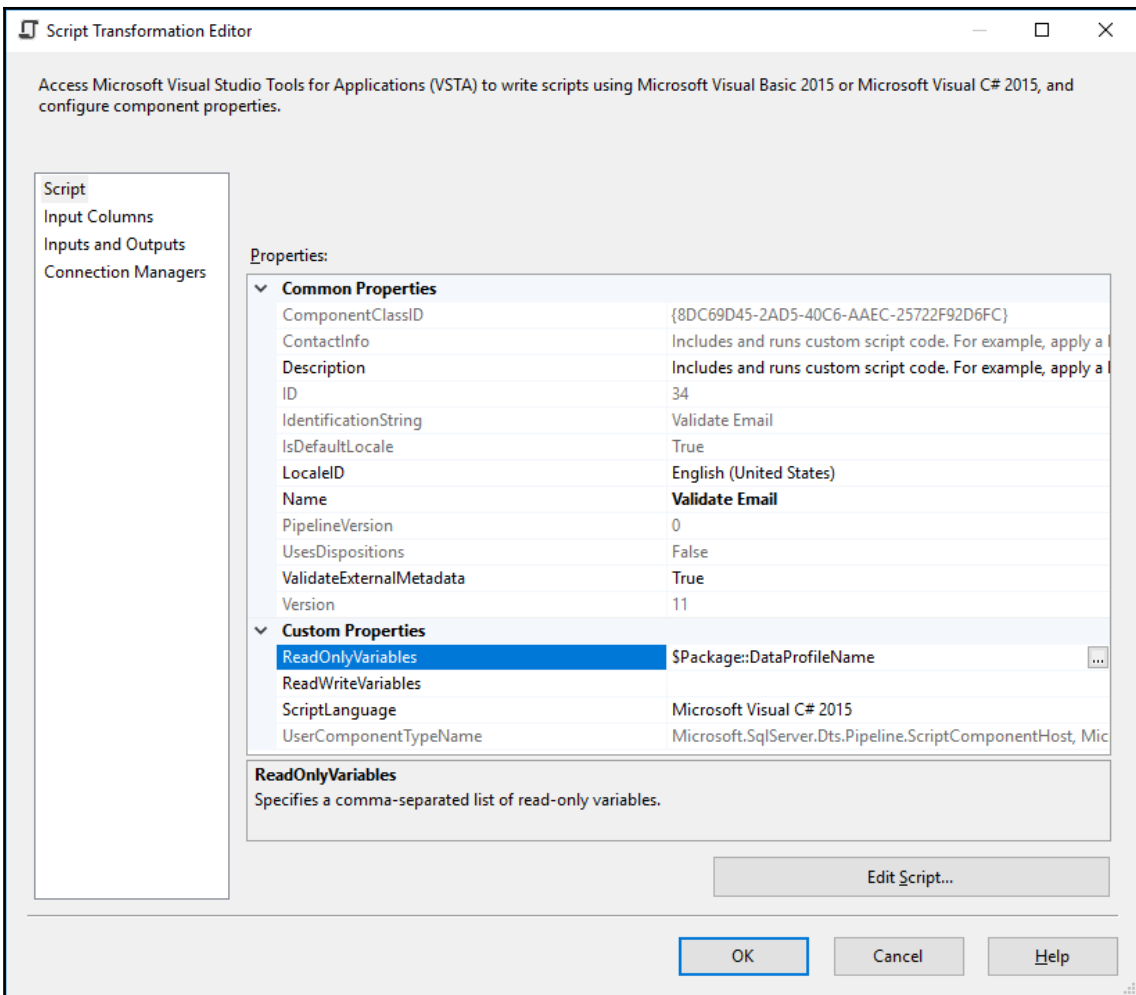 Script Transformation Editor
Access Microsoft Visual Studio Tools for Applications (VSTA) to write scripts using Microsoft Visual Basic 2015 or Microsoft Visual C# 2015, and
configure component properties.
Script
Input Columns
Inputs and Outputs
Connection Managers
Properties:
Common Properties
ComponentClassID {8DC69D45-2AD5-40C6-AAEC-25722F92D6FC}
ContactInfo Includes and runs custom script code. For example, apply a
Description Includes and runs custom script code. For example, apply a
ID 34
IdentificationString Validate Email
IsDefaultLocale True
LocaleID English (United States)
Name Validate Email
PipelineVersion 0
UsesDispositions False
ValidateExternalMetadata True
Version 11
Custom Properties
ReadOnlyVariables $Package::DataProfileName ...
ReadWriteVariables
ScriptLanguage Microsoft Visual C# 2015
UserComponentTypeName Microsoft.SqlServer.Dts.Pipeline.ScriptComponentHost, Mic
ReadOnlyVariables
Specifies a comma-separated list of read-only variables.
Edit Script...
OK Cancel Help